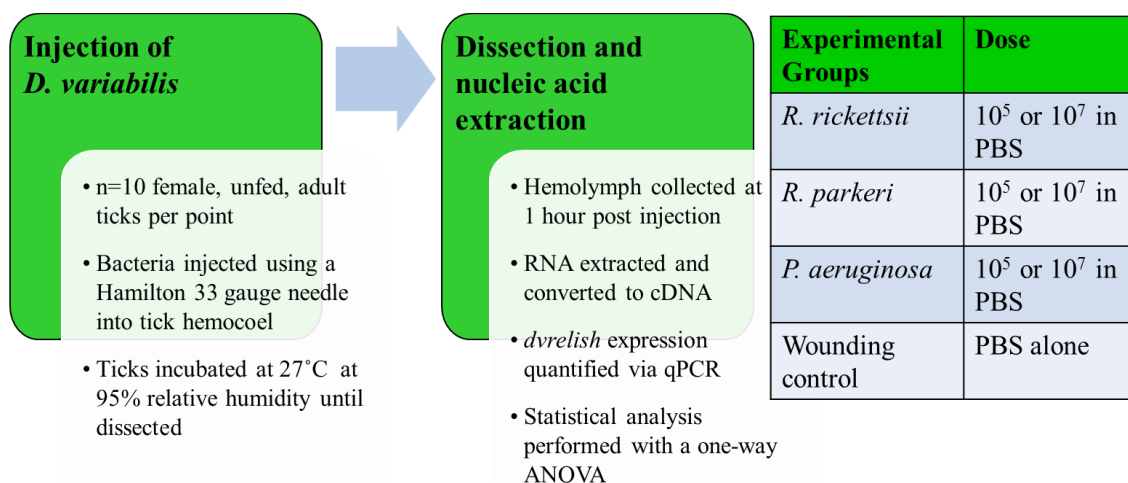 Injection of
D. variabilis
• n=10 female, unfed, adult
ticks per point
• Bacteria injected using a
Hamilton 33 gauge needle
into tick hemocoel
• Ticks incubated at 27˚C at
95% relative humidity until
dissected
Dissection and
nucleic acid
extraction
• Hemolymph collected at
1 hour post injection
• RNA extracted and
converted to cDNA
• dvrelish expression
quantified via qPCR
• Statistical analysis
performed with a one-way
ANOVA
Experimental
Groups
Dose
R. rickettsii
10⁵ or 10⁷ in
PBS
R. parkeri
10⁵ or 10⁷ in
PBS
P. aeruginosa
10⁵ or 10⁷ in
PBS
Wounding
control
PBS alone